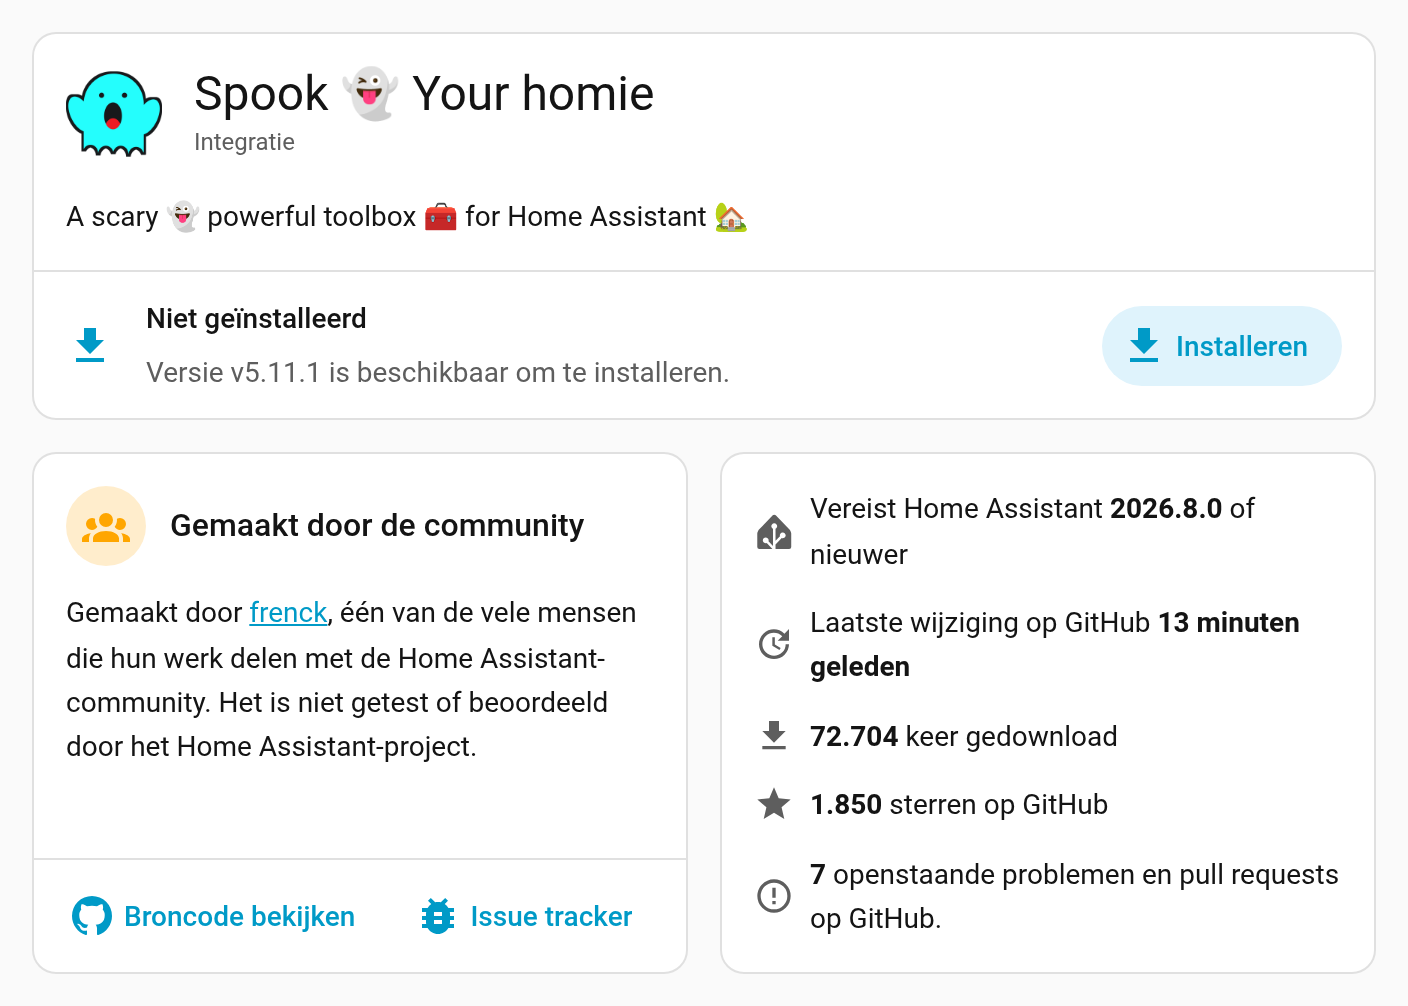 Spook 👻 Your homie
Integratie
A scary 👻 powerful toolbox 🧰 for Home Assistant 🏡
Niet geïnstalleerd
Versie v5.11.1 is beschikbaar om te installeren.
Installeren
Gemaakt door de community
Gemaakt door frenck, één van de vele mensen
die hun werk delen met de Home Assistant-
community. Het is niet getest of beoordeeld
door het Home Assistant-project.
Broncode bekijken
Issue tracker
Vereist Home Assistant 2026.8.0 of
nieuwer
Laatste wijziging op GitHub 13 minuten
geleden
72.704 keer gedownload
1.850 sterren op GitHub
7 openstaande problemen en pull requests
op GitHub.